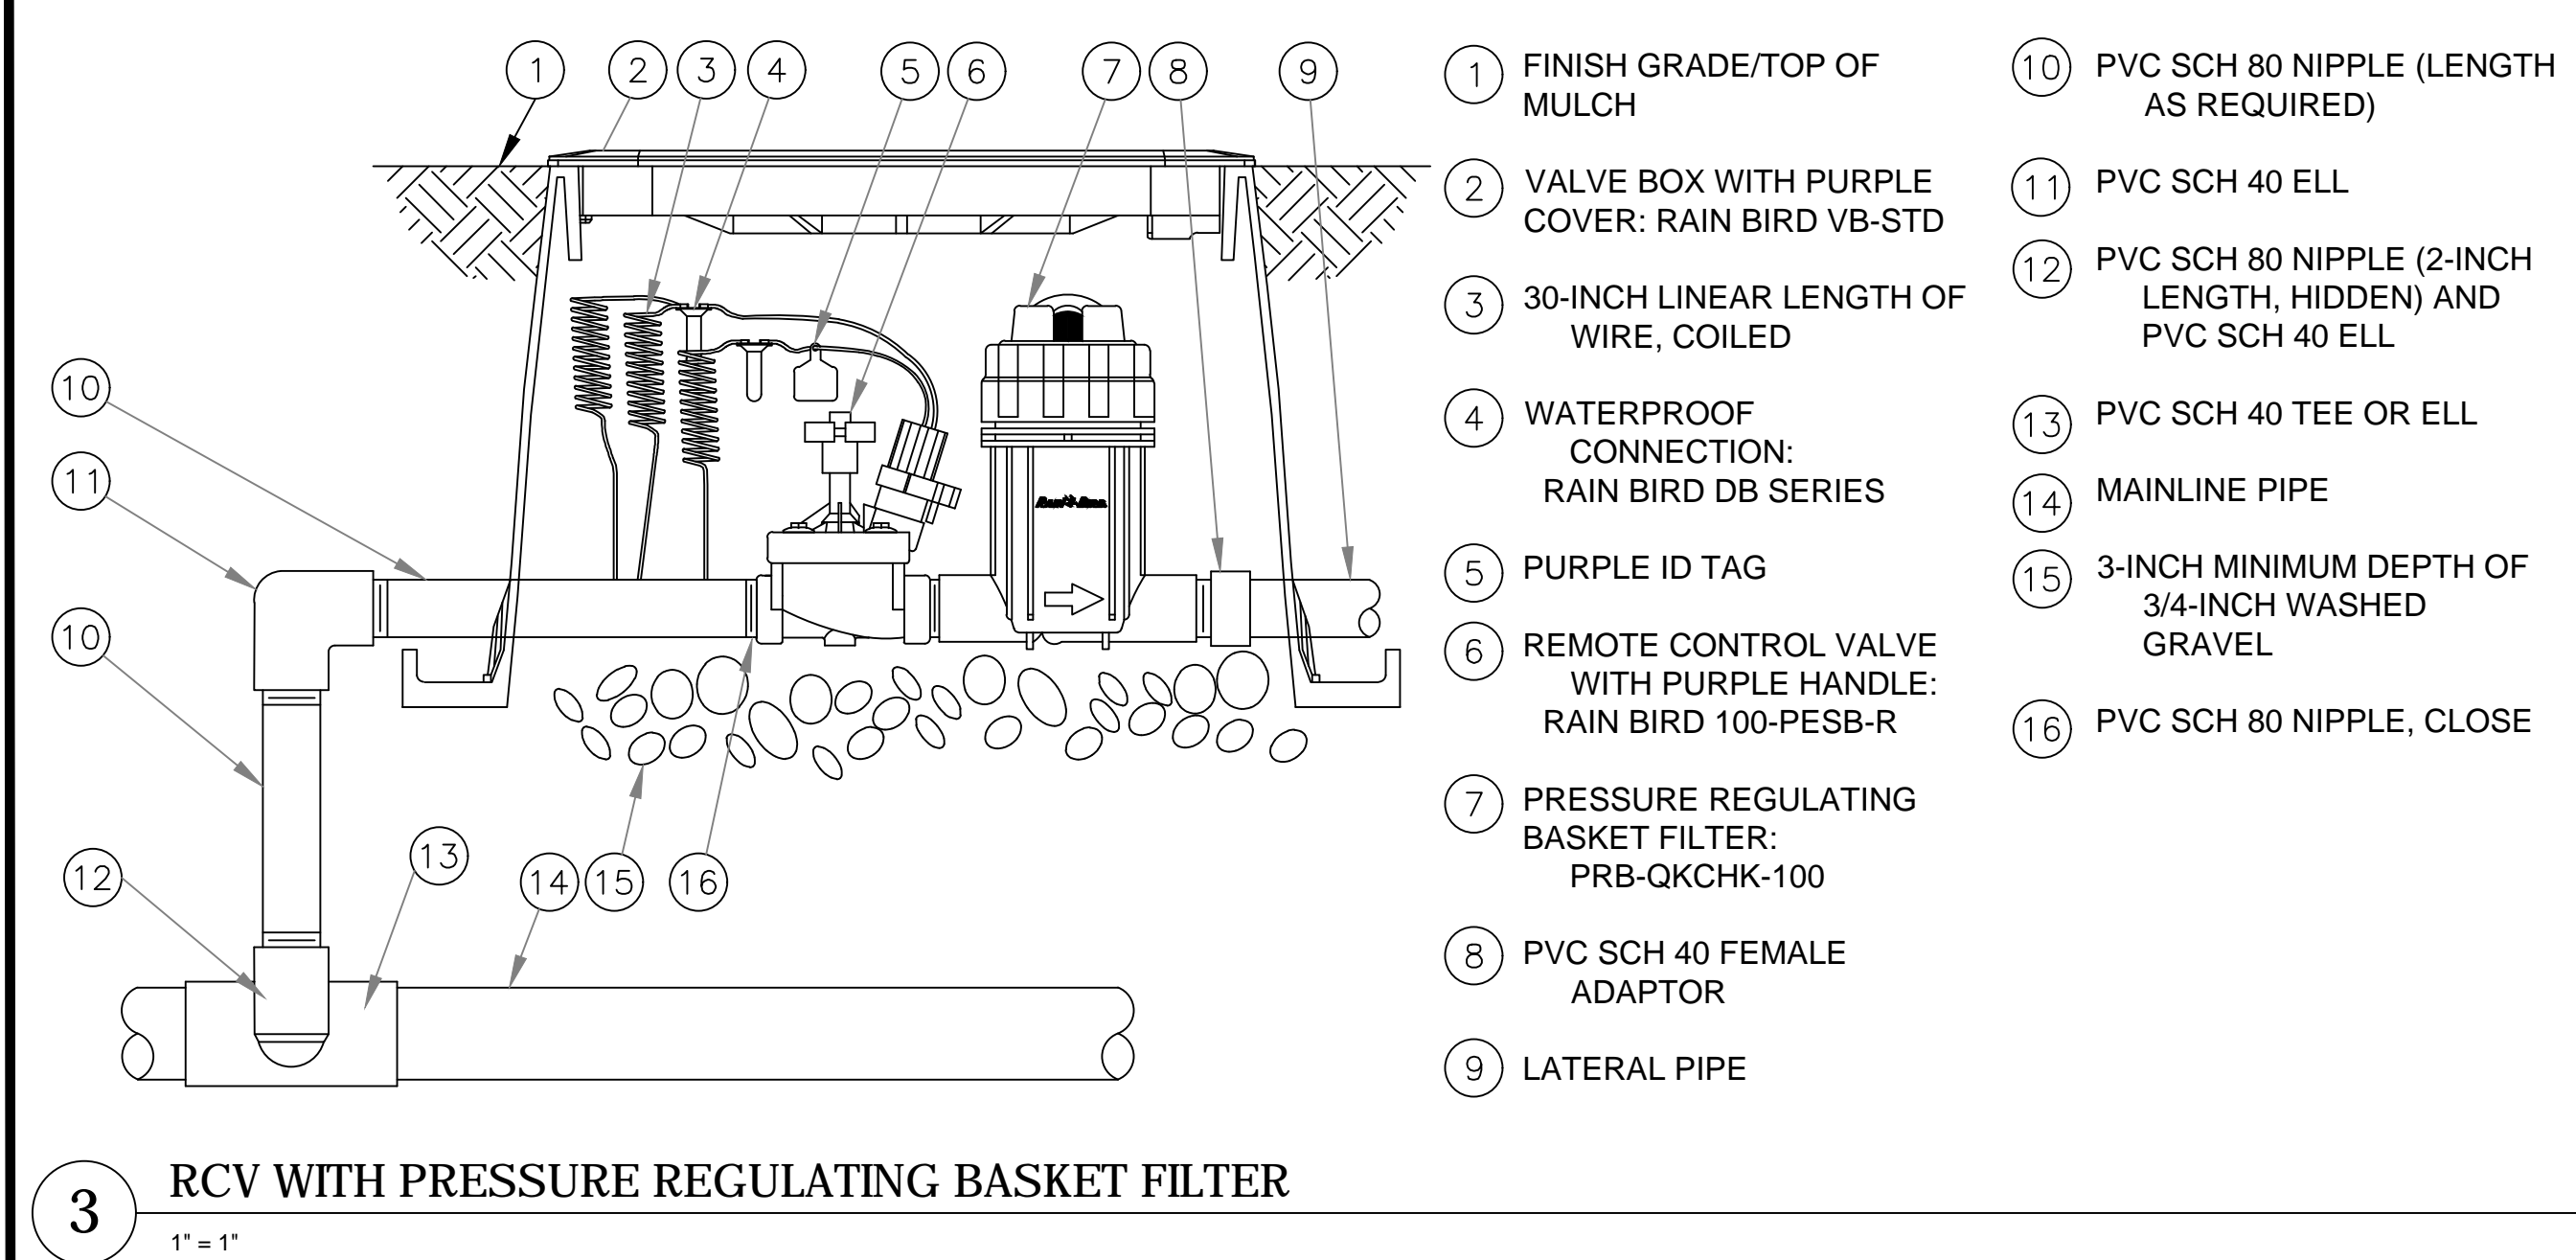 1 2 3 4 5 6 7 8 9
10
11
10
12
13
14 15 16
Rain Bird
1 FINISH GRADE/TOP OF
MULCH
2 VALVE BOX WITH PURPLE
COVER: RAIN BIRD VB-STD
3 30-INCH LINEAR LENGTH OF
WIRE, COILED
4 WATERPROOF
CONNECTION:
RAIN BIRD DB SERIES
5 PURPLE ID TAG
6 REMOTE CONTROL VALVE
WITH PURPLE HANDLE:
RAIN BIRD 100-PESB-R
7 PRESSURE REGULATING
BASKET FILTER:
PRB-QKCHK-100
8 PVC SCH 40 FEMALE
ADAPTOR
9 LATERAL PIPE
10 PVC SCH 80 NIPPLE (LENGTH
AS REQUIRED)
11 PVC SCH 40 ELL
12 PVC SCH 80 NIPPLE (2-INCH
LENGTH, HIDDEN) AND
PVC SCH 40 ELL
13 PVC SCH 40 TEE OR ELL
14 MAINLINE PIPE
15 3-INCH MINIMUM DEPTH OF
3/4-INCH WASHED
GRAVEL
16 PVC SCH 80 NIPPLE, CLOSE
3 RCV WITH PRESSURE REGULATING BASKET FILTER
1" = 1"